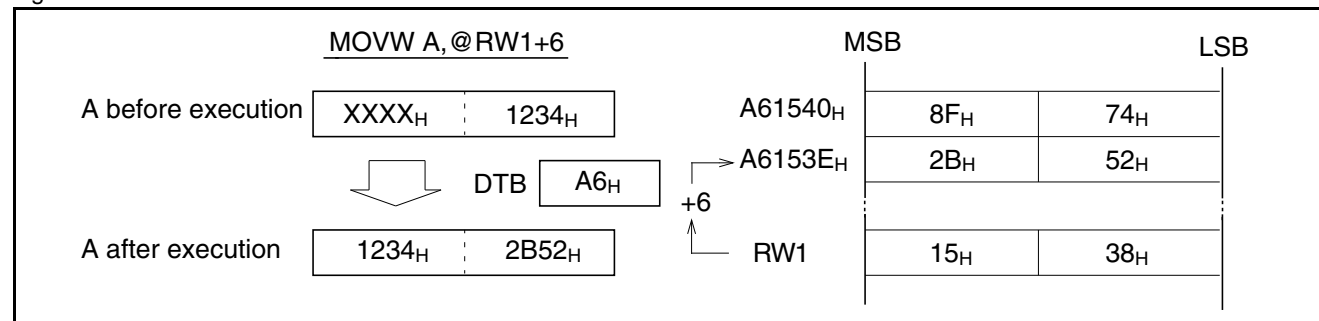 MOVW A,@RW1+6
MSB LSB
A before execution XXXXH 1234H A61540H 8FH 74H
A6153EH 2BH 52H
DTB A6H
+6
A after execution 1234H 2B52H RW1 15H 38H